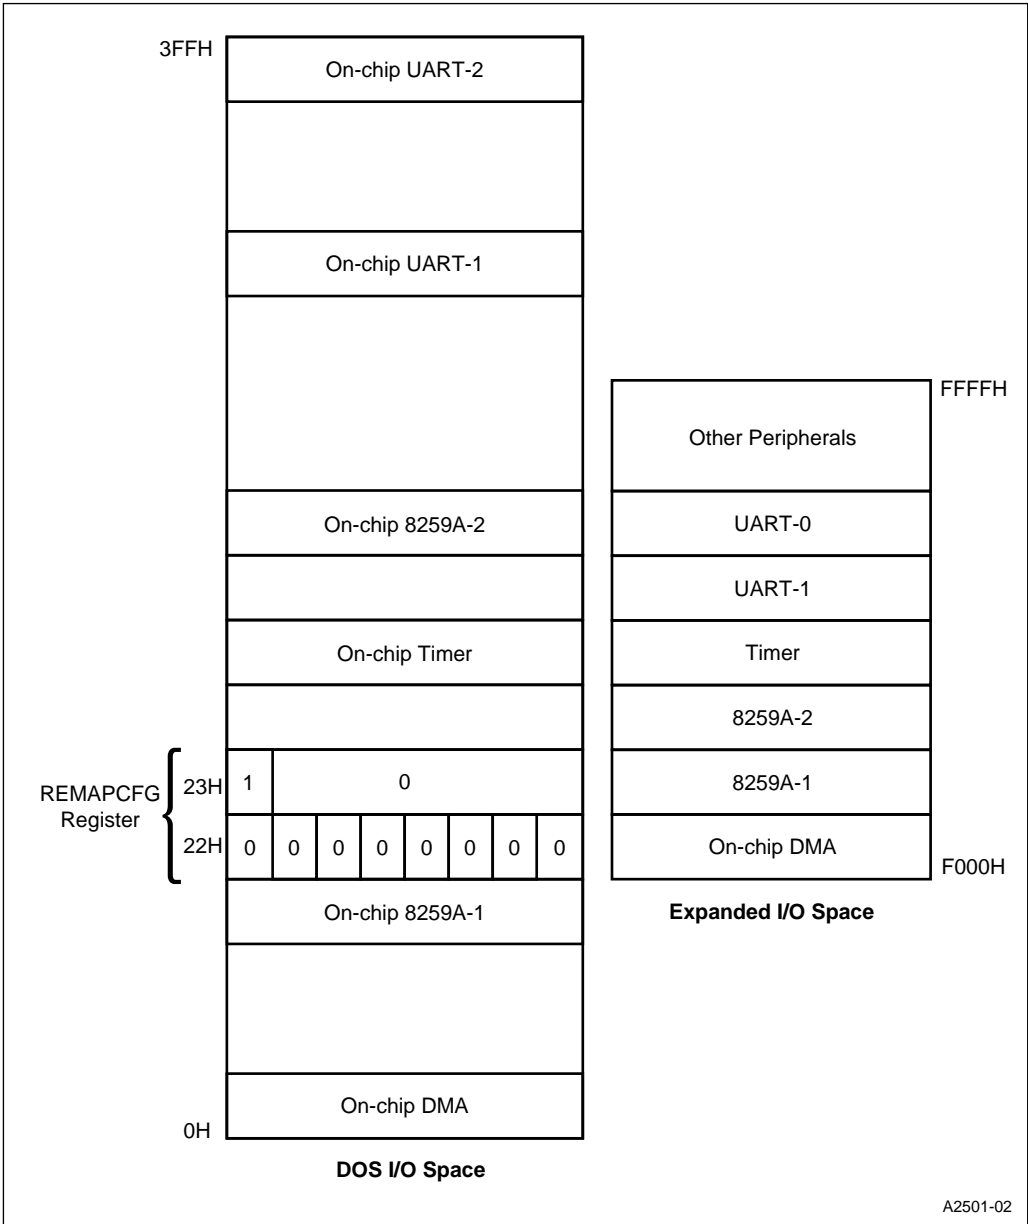 3FFH
On-chip UART-2
On-chip UART-1
On-chip 8259A-2
On-chip Timer
REMAPCFG
Register
23H
1
0
22H
0 0 0 0 0 0 0 0
On-chip 8259A-1
On-chip DMA
0H
DOS I/O Space
FFFFH
Other Peripherals
UART-0
UART-1
Timer
8259A-2
8259A-1
On-chip DMA
F000H
Expanded I/O Space
A2501-02